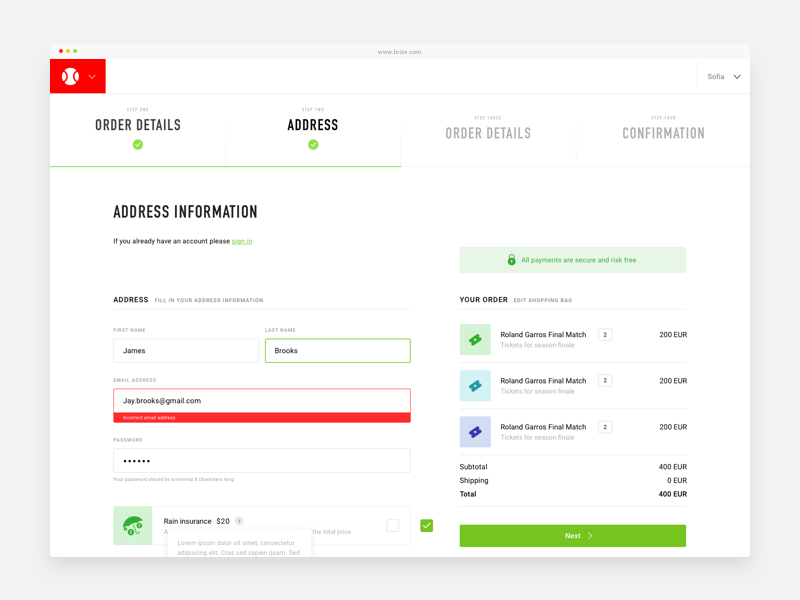 www.brize.com
Sofia
STEP ONE
ORDER DETAILS
STEP TWO
ADDRESS
STEP THREE
ORDER DETAILS
STEP FOUR
CONFIRMATION
ADDRESS INFORMATION
If you already have an account please sign in
All payments are secure and risk free
ADDRESS FILL IN YOUR ADDRESS INFORMATION
FIRST NAME
LAST NAME
James
Brooks
EMAIL ADDRESS
Jay.brooks@gmail.com
Incorrect email address
PASSWORD
••••••
Your password should be a minimal 8 characters long
Rain insurance $20 ?
A
the total price
Lorem ipsum dolor sit amet, consectetur
adipiscing elit. Cras sed sapien quam. Sed
YOUR ORDER EDIT SHOPPING BAG
Roland Garros Final Match 2 200 EUR
Tickets for season finale
Roland Garros Final Match 2 200 EUR
Tickets for season finale
Roland Garros Final Match 2 200 EUR
Tickets for season finale
Subtotal 400 EUR
Shipping 0 EUR
Total 400 EUR
Next